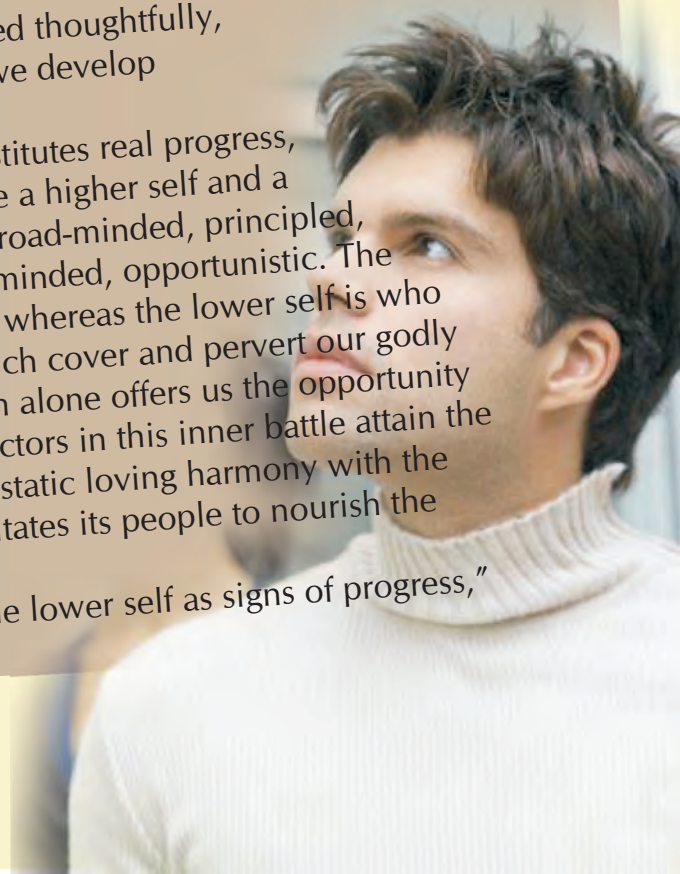 ed thoughtfully,
ve develop
stitutes real progress,
e a higher self and a
road-minded, principled,
minded, opportunistic. The
whereas the lower self is who
ch cover and pervert our godly
n alone offers us the opportunity
ctors in this inner battle attain the
static loving harmony with the
itates its people to nourish the
e lower self as signs of progress,”